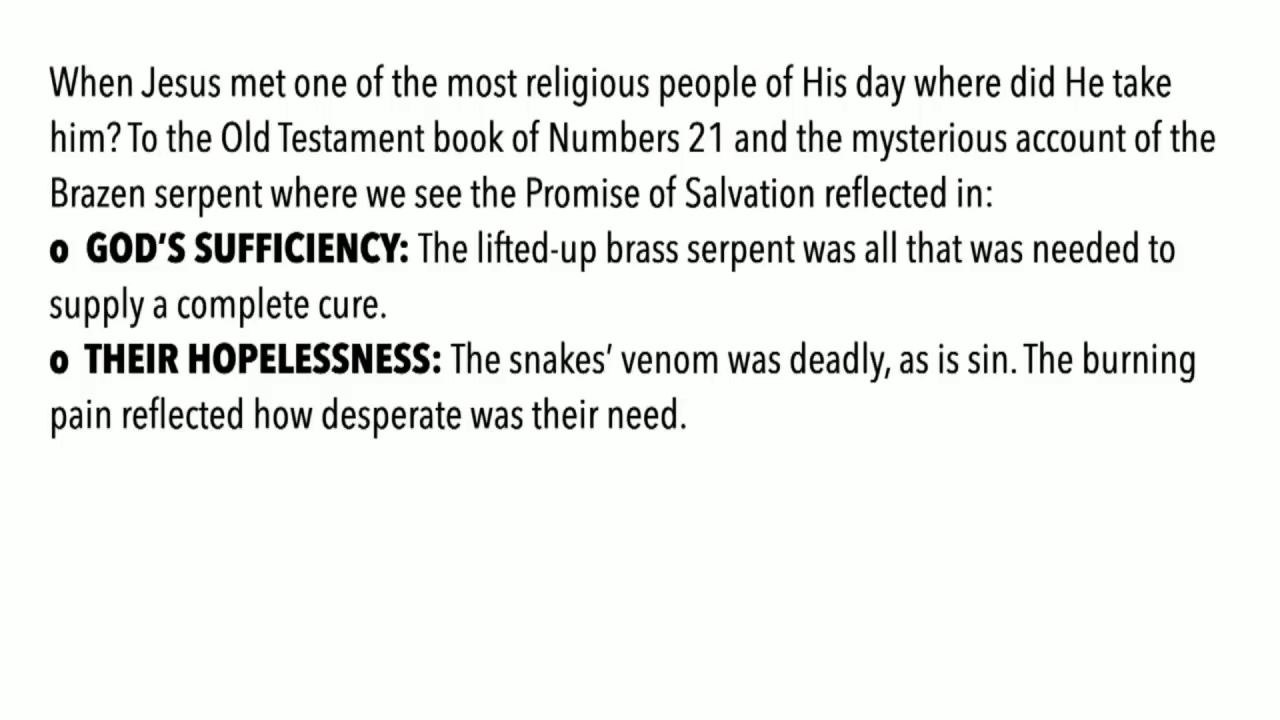 When Jesus met one of the most religious people of His day where did He take
him? To the Old Testament book of Numbers 21 and the mysterious account of the
Brazen serpent where we see the Promise of Salvation reflected in:
o GOD’S SUFFICIENCY: The lifted-up brass serpent was all that was needed to
supply a complete cure.
o THEIR HOPELESSNESS: The snakes’ venom was deadly, as is sin. The burning
pain reflected how desperate was their need.